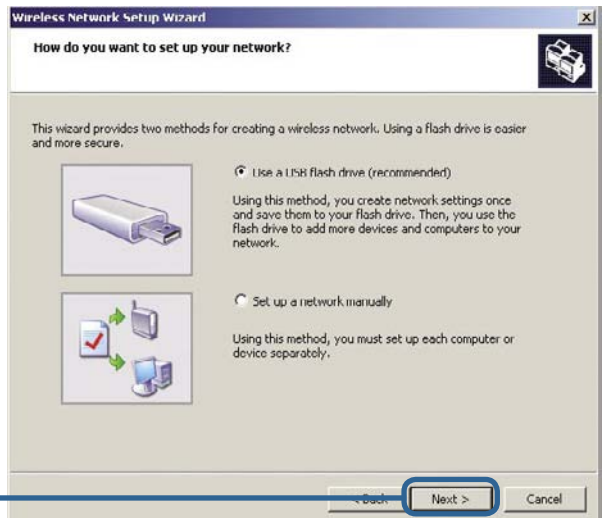 Wireless Network Setup Wizard
How do you want to set up your network?
This wizard provides two methods for creating a wireless network. Using a flash drive is easier
and more secure.
Use a USB flash drive (recommended)
Using this method, you create network settings once
and save them to your flash drive. Then, you use the
flash drive to add more devices and computers to your
network.
Set up a network manually
Using this method, you must set up each computer or
device separately.
< Back Next > Cancel